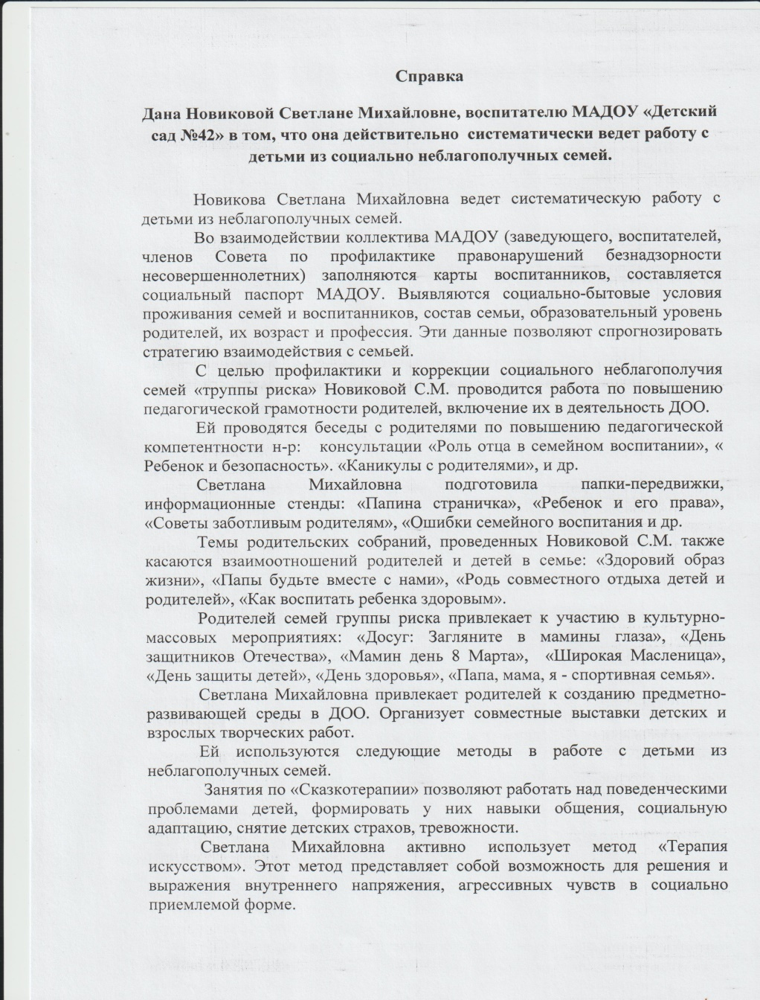 Справка
Дана Новиковой Светлане Михайловне, воспитателю МАДОУ «Детский
сад №42» в том, что она действительно систематически ведет работу с
детьми из социально неблагополучных семей.
Новикова Светлана Михайловна ведет систематическую работу с
детьми из неблагополучных семей.
Во взаимодействии коллектива МАДОУ (заведующего, воспитателей,
членов Совета по профилактике правонарушений безнадзорности
несовершеннолетних) заполняются карты воспитанников, составляется
социальный паспорт МАДОУ. Выявляются социально-бытовые условия
проживания семей и воспитанников, состав семьи, образовательный уровень
родителей, их возраст и профессия. Эти данные позволяют спрогнозировать
стратегию взаимодействия с семьей.
С целью профилактики и коррекции социального неблагополучия
семей «труппы риска» Новиковой С.М. проводится работа по повышению
педагогической грамотности родителей, включение их в деятельность ДОО.
Ей проводятся беседы с родителями по повышению педагогической
компетентности н-р: консультации «Роль отца в семейном воспитании», «
Ребенок и безопасность». «Каникулы с родителями», и др.
Светлана Михайловна подготовила папки-передвижки,
информационные стенды: «Папина страничка», «Ребенок и его права»,
«Советы заботливым родителям», «Ошибки семейного воспитания и др.
Темы родительских собраний, проведенных Новиковой С.М. также
касаются взаимоотношений родителей и детей в семье: «Здоровий образ
жизни», «Папы будьте вместе с нами», «Родь совместного отдыха детей и
родителей», «Как воспитать ребенка здоровым».
Родителей семей группы риска привлекает к участию в культурно-
массовых мероприятиях: «Досуг: Загляните в мамины глаза», «День
защитников Отечества», «Мамин день 8 Марта», «Широкая Масленица»,
«День защиты детей», «День здоровья», «Папа, мама, я - спортивная семья».
Светлана Михайловна привлекает родителей к созданию предметно-
развивающей среды в ДОО. Организует совместные выставки детских и
взрослых творческих работ.
Ей используются следующие методы в работе с детьми из
неблагополучных семей.
Занятия по «Сказкотерапии» позволяют работать над поведенческими
проблемами детей, формировать у них навыки общения, социальную
адаптацию, снятие детских страхов, тревожности.
Светлана Михайловна активно использует метод «Терапия
искусством». Этот метод представляет собой возможность для решения и
выражения внутреннего напряжения, агрессивных чувств в социально
приемлемой форме.